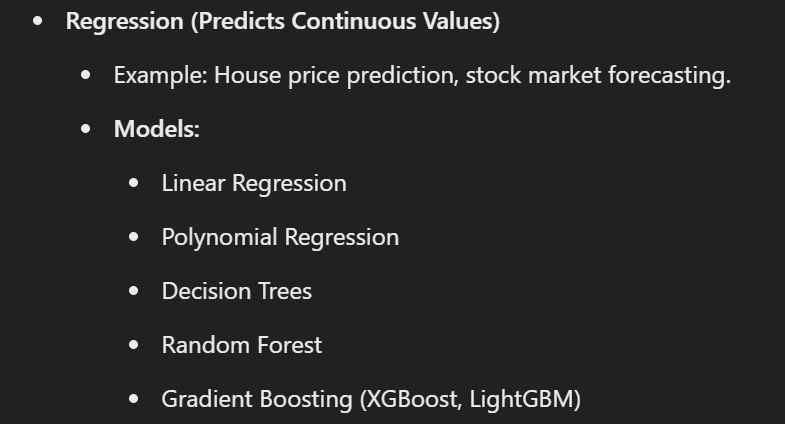 Regression (Predicts Continuous Values)
Example: House price prediction, stock market forecasting.
Models:
Linear Regression
Polynomial Regression
Decision Trees
Random Forest
Gradient Boosting (XGBoost, LightGBM)